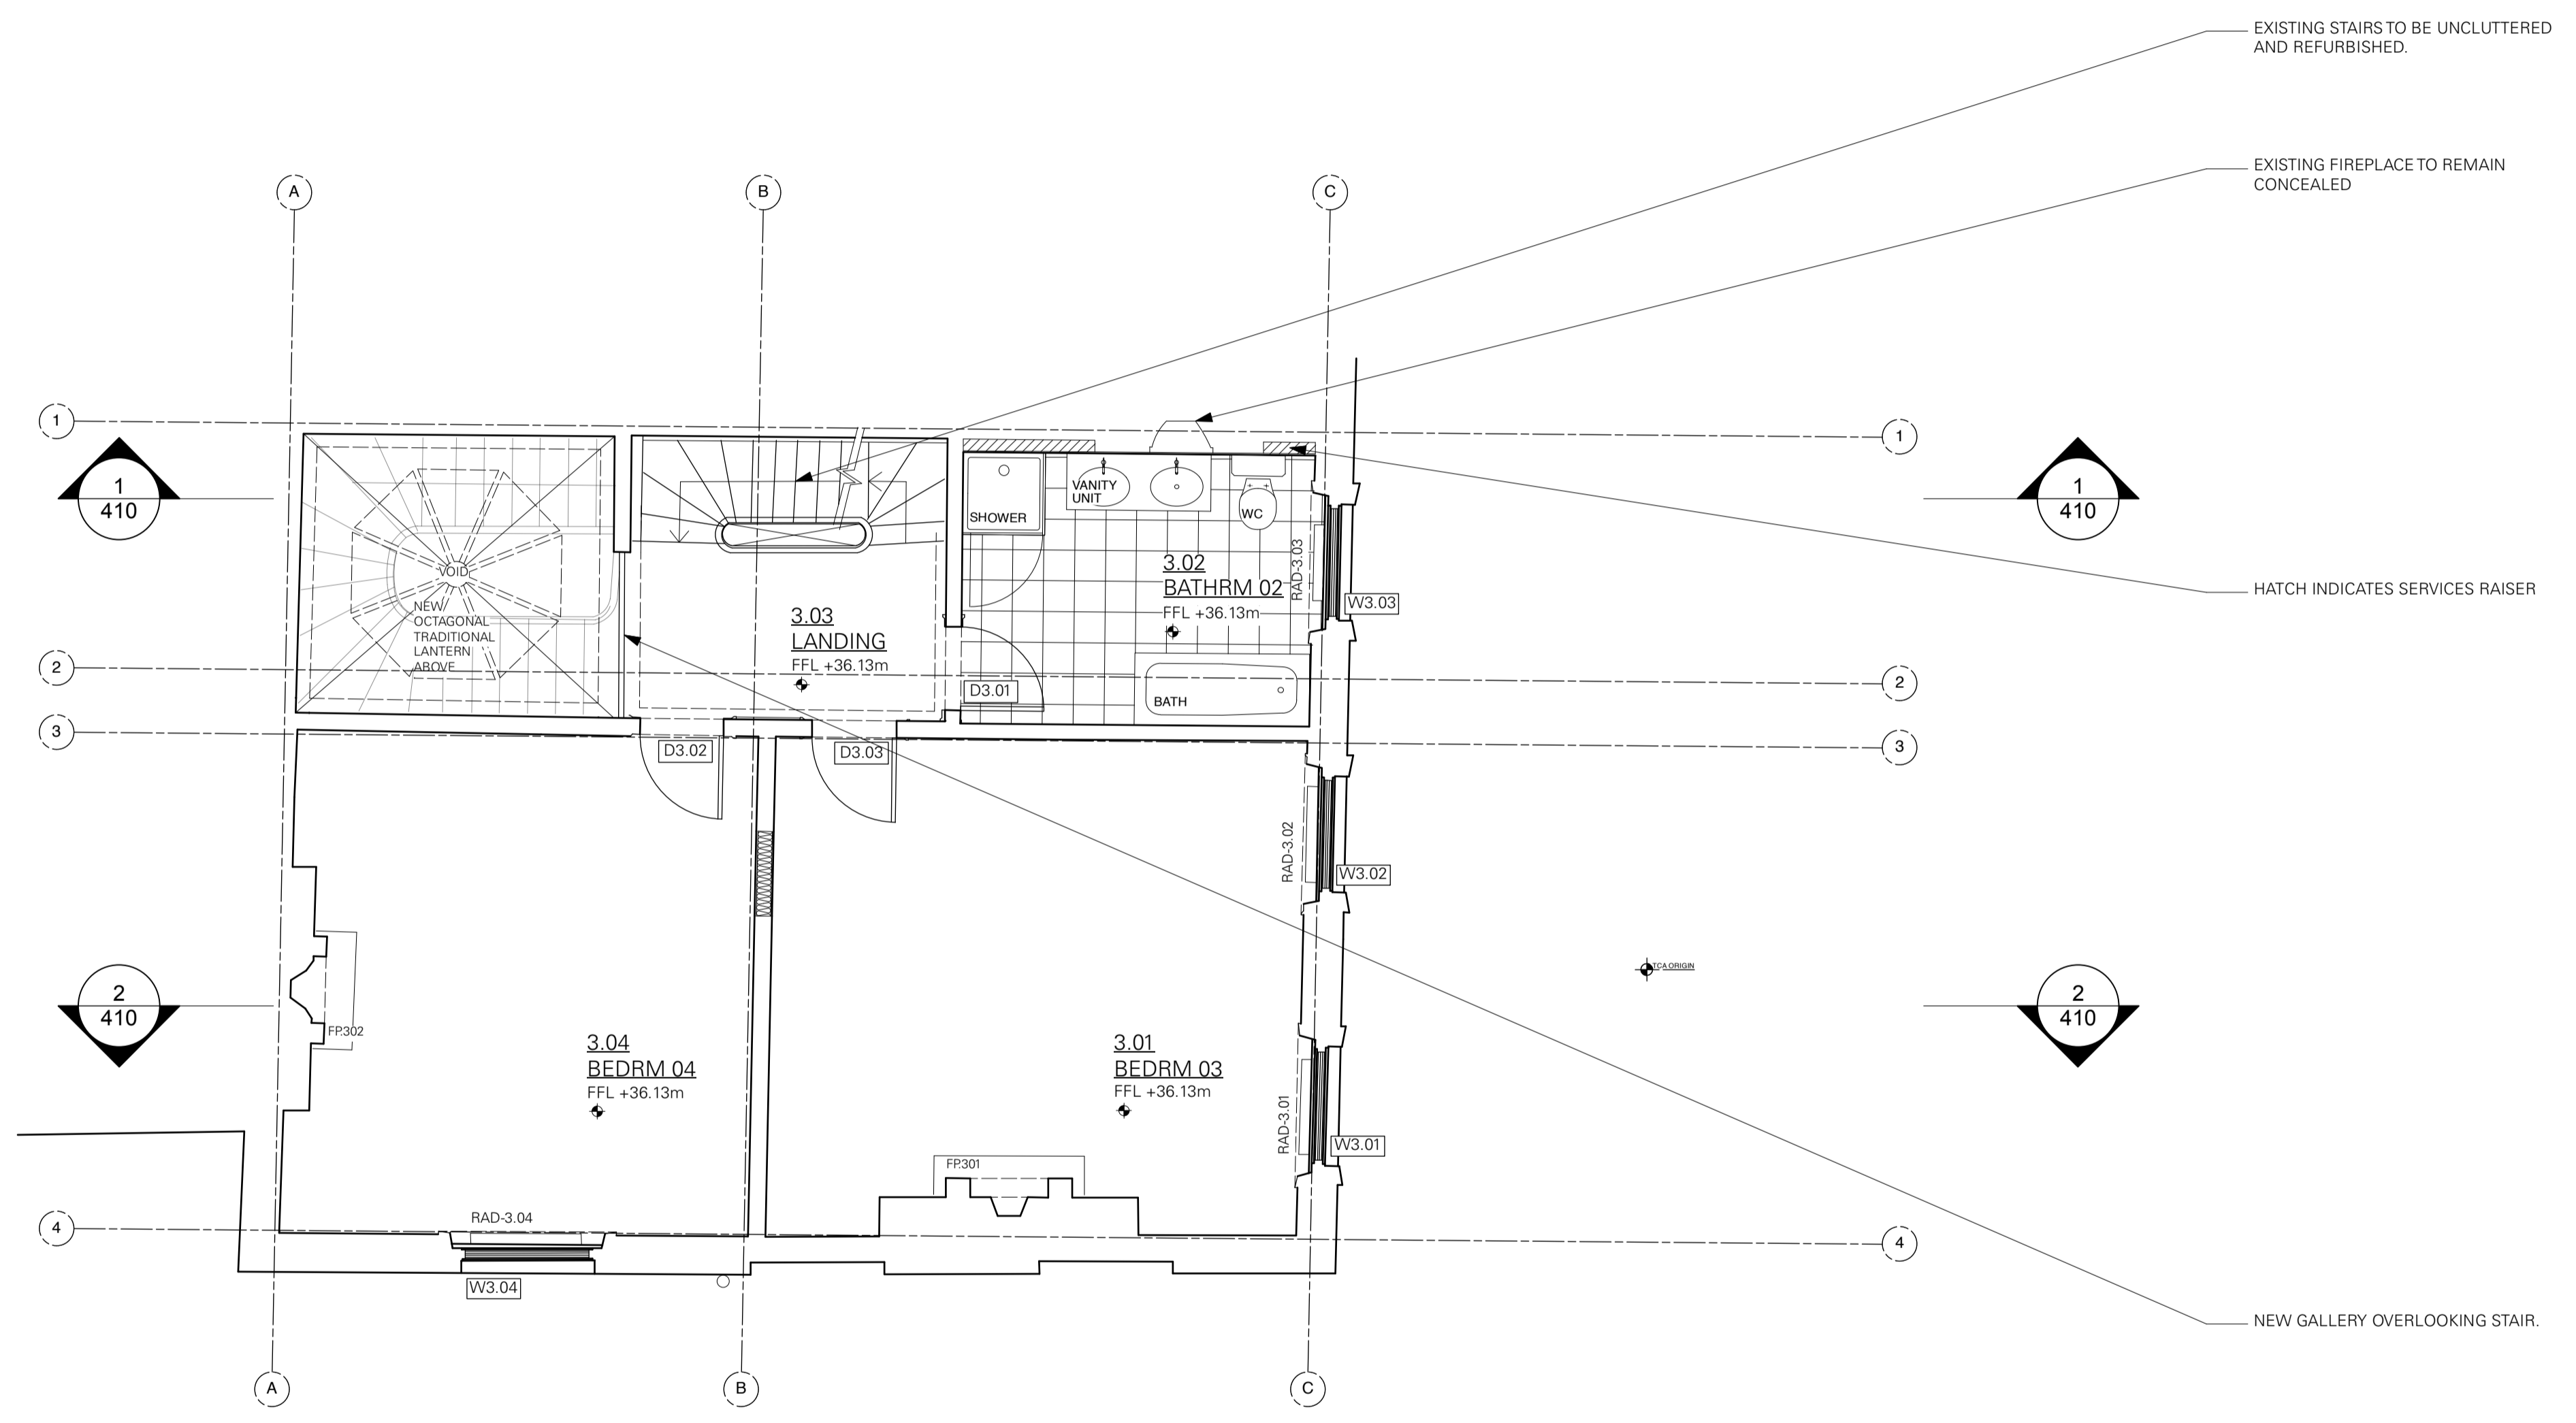 EXISTING STAIRS TO BE UNCLUTTERED
AND REFURBISHED.
EXISTING FIREPLACE TO REMAIN
CONCEALED
A
B
C
1
1
1
410
1
410
VANITY
UNIT
SHOWER
WC
RAD-3.03
3.02
BATHRM 02
FFL +36.13m
W3.03
HATCH INDICATES SERVICES RAISER
VOID
NEW
OCTAGONAL
TRADITIONAL
LANTERN
ABOVE
3.03
LANDING
FFL +36.13m
2
2
D3.01
BATH
3
3
D3.02
D3.03
RAD-3.02
W3.02
TCA ORIGIN
2
410
2
410
FP.302
3.04
BEDRM 04
FFL +36.13m
3.01
BEDRM 03
FFL +36.13m
RAD-3.01
W3.01
FP.301
RAD-3.04
4
4
W3.04
NEW GALLERY OVERLOOKING STAIR.
A
B
C